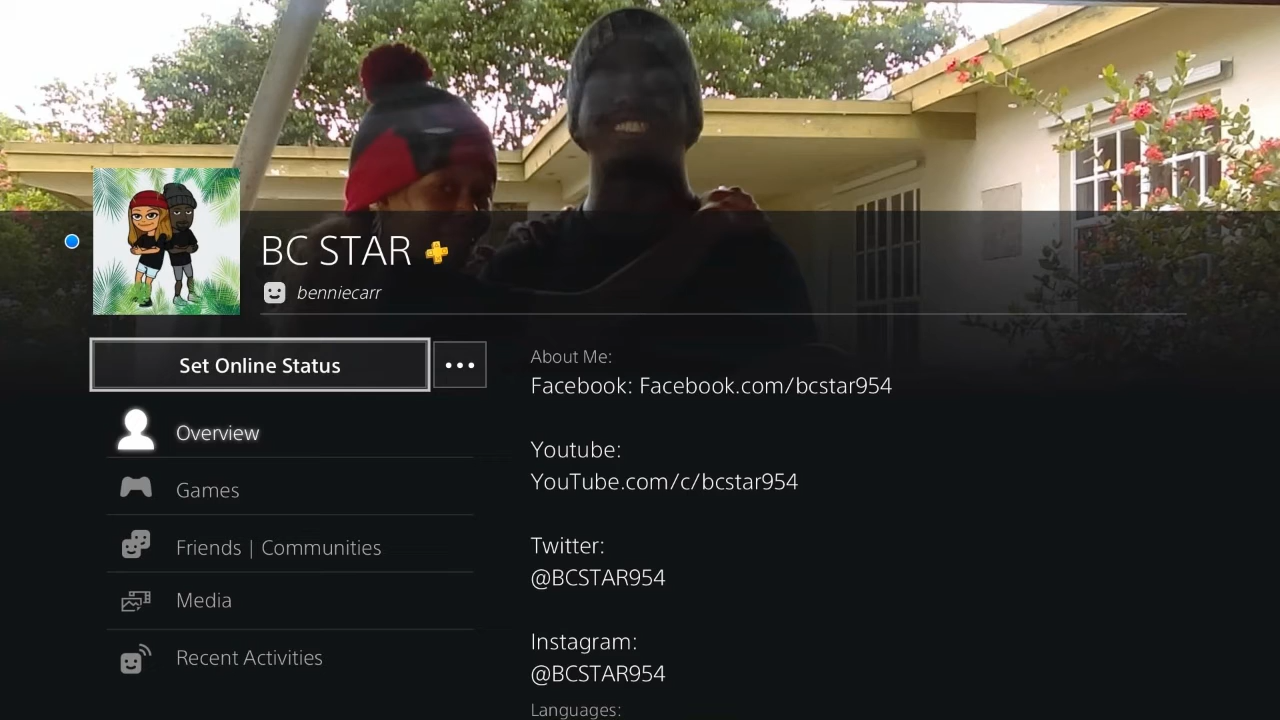 BC STAR
benniecarr
Set Online Status
About Me:
Facebook: Facebook.com/bcstar954
Overview
Youtube:
YouTube.com/c/bcstar954
Games
Friends | Communities
Twitter:
@BCSTAR954
Media
Instagram:
@BCSTAR954
Recent Activities
Languages: